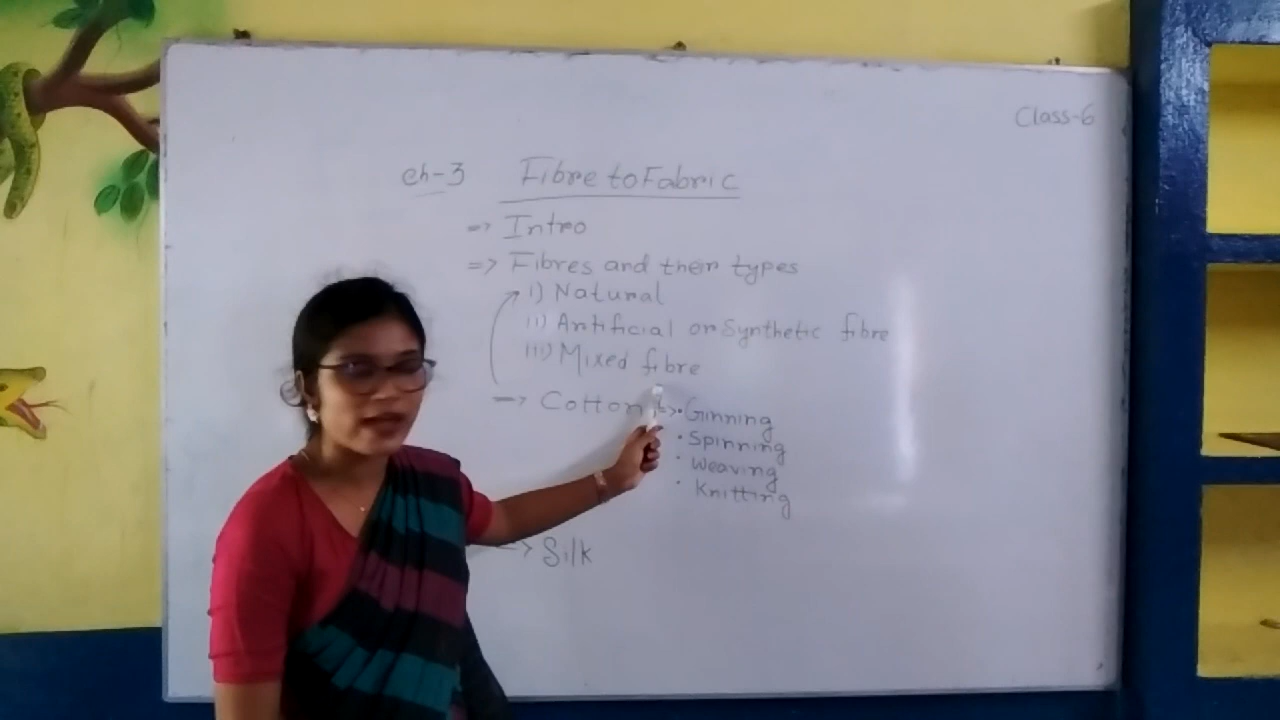 Class-6
ch-3 Fibre to Fabric
=> Intro
=> Fibres and their types
i) Natural
ii) Artificial or Synthetic fibre
iii) Mixed fibre
→ Cotton
• Ginning
• Spinning
• Weaving
• Knitting
→ Silk